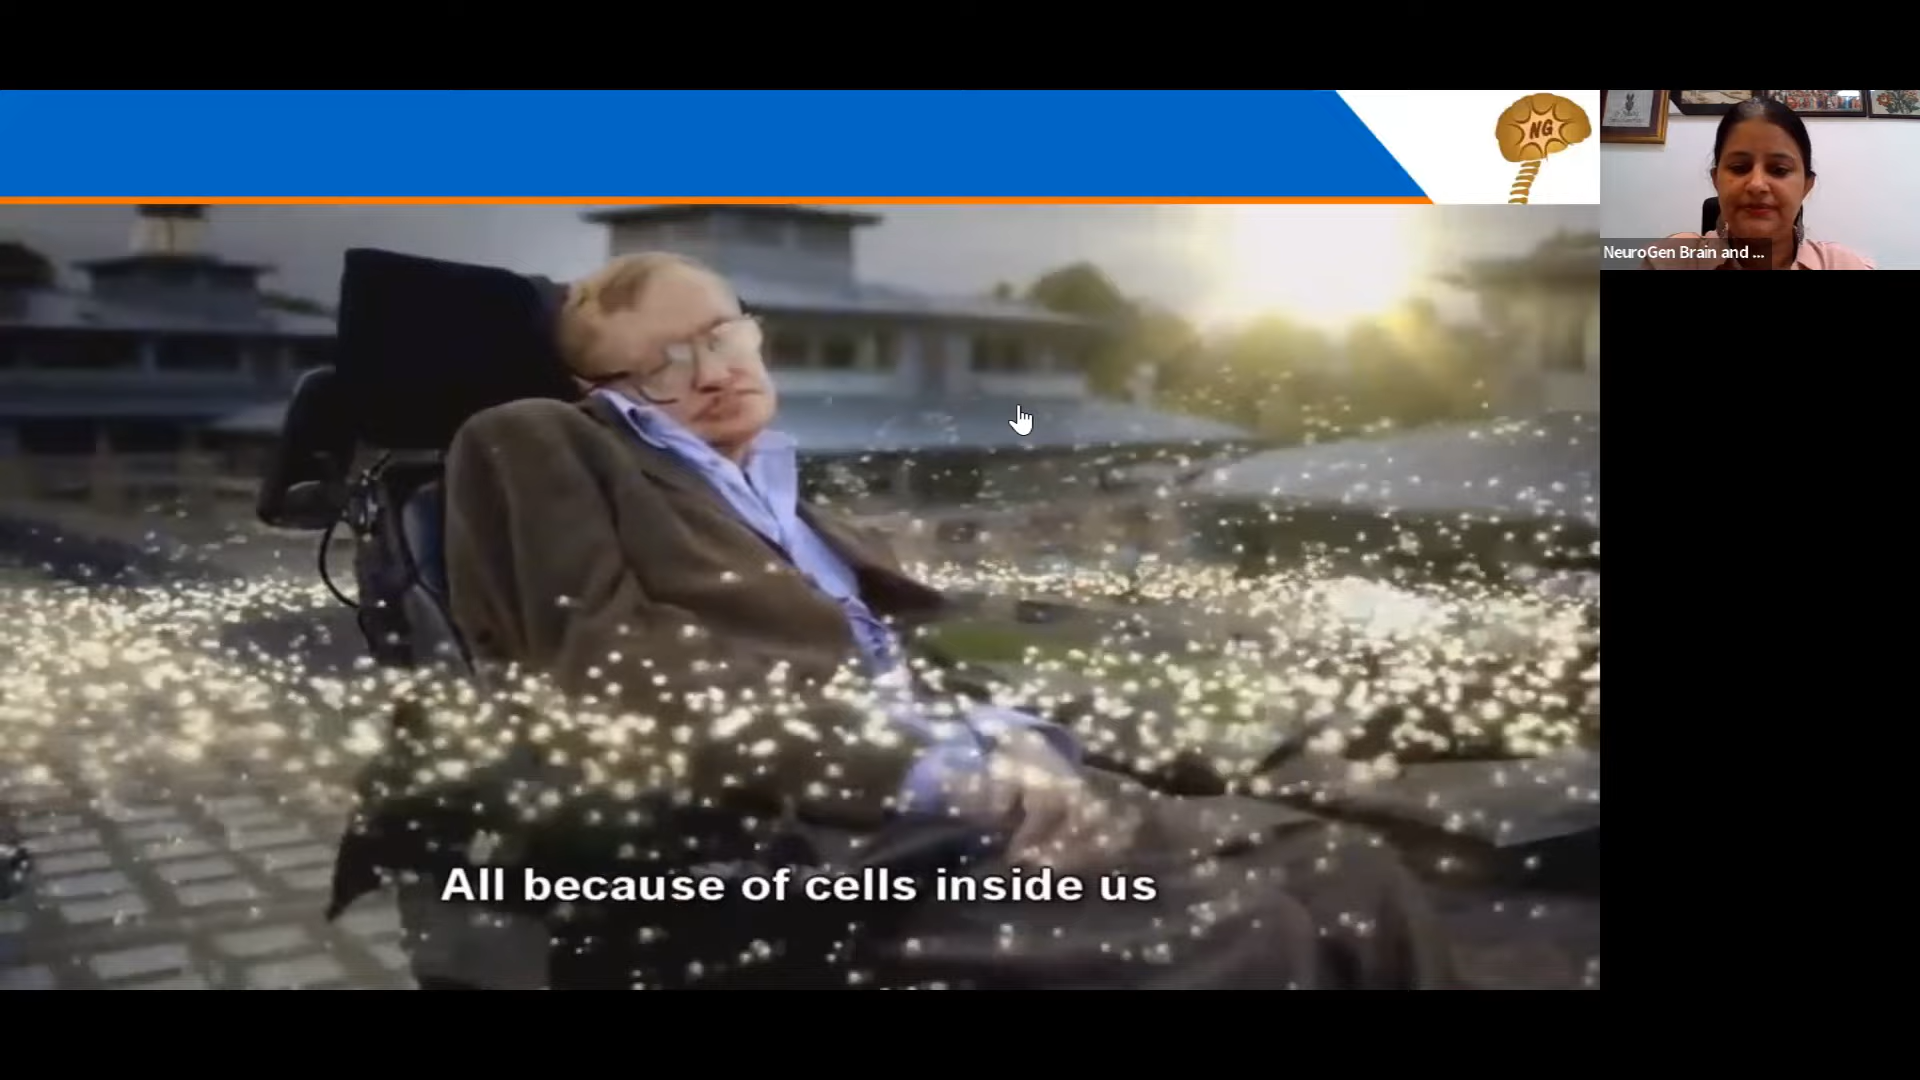 NG
NeuroGen Brain and ...
All because of cells inside us